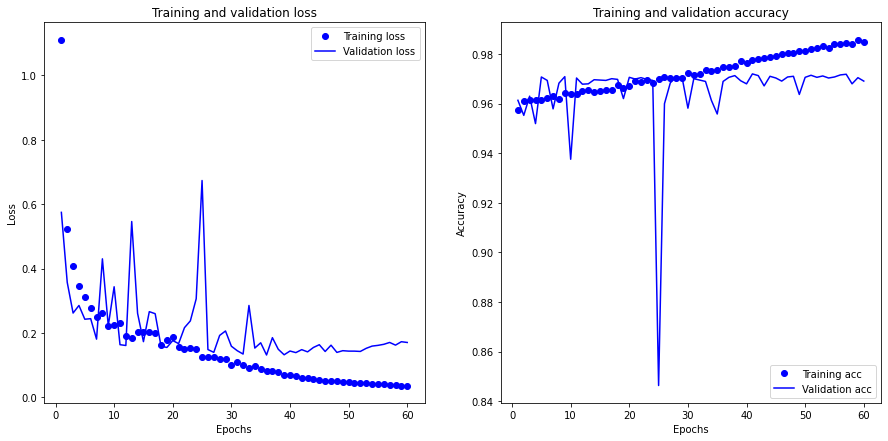 Training and validation loss
Training loss
Validation loss
1.0
0.8
0.6
0.4
0.2
0.0
Loss
0 10 20 30 40 50 60
Epochs
Training and validation accuracy
0.98
0.96
0.94
0.92
0.90
0.88
0.86
0.84
Accuracy
Training acc
Validation acc
0 10 20 30 40 50 60
Epochs